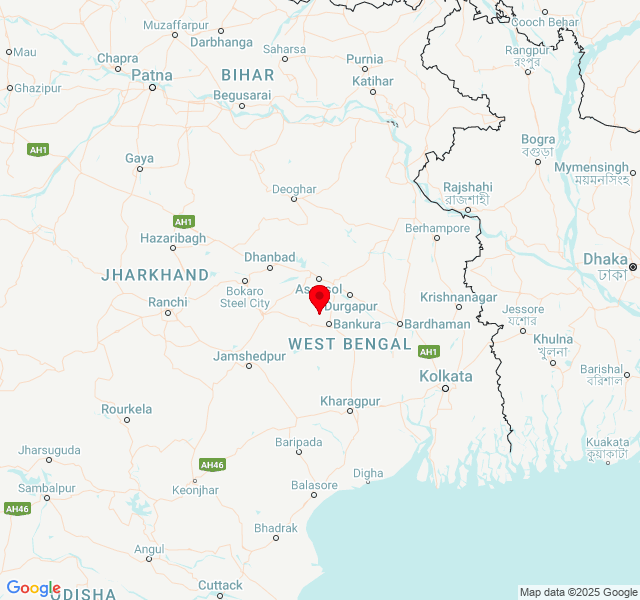 Cooch Behar
Muzaffarpur
Darbhanga
Saharsa
Rangpur
রংপুর
Mau
Chapra
Purnia
Patna
BIHAR
Katihar
Ghazipur
Begusarai
AH1
Bogra
বগুড়া
Gaya
Mymensingh
ময়মনসিংহ
Deoghar
Rajshahi
রাজশাহী
AH1
Berhampore
Hazaribagh
Dhanbad
Dhaka
ঢাকা
JHARKHAND
Bokaro
Steel City
Durgapur
Krishnanagar
Ranchi
Jessore
যশোর
Bankura
Bardhaman
Khulna
খুলনা
WEST BENGAL
AH1
Jamshedpur
Barishal
বরিশাল
Kolkata
Kharagpur
Rourkela
Baripada
Kuakata
কুয়াকাটা
Jharsuguda
AH46
Digha
Keonjhar
Balasore
Sambalpur
AH46
Bhadrak
Angul
Google
ODISHA
Cuttack
Map data ©2025 Google